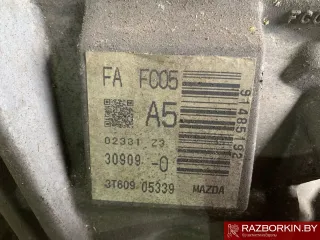 FA FC05
A5
91485192
02331 23
30909 -0
3T609 05339 MAZDA
RAZBORKIN.BY